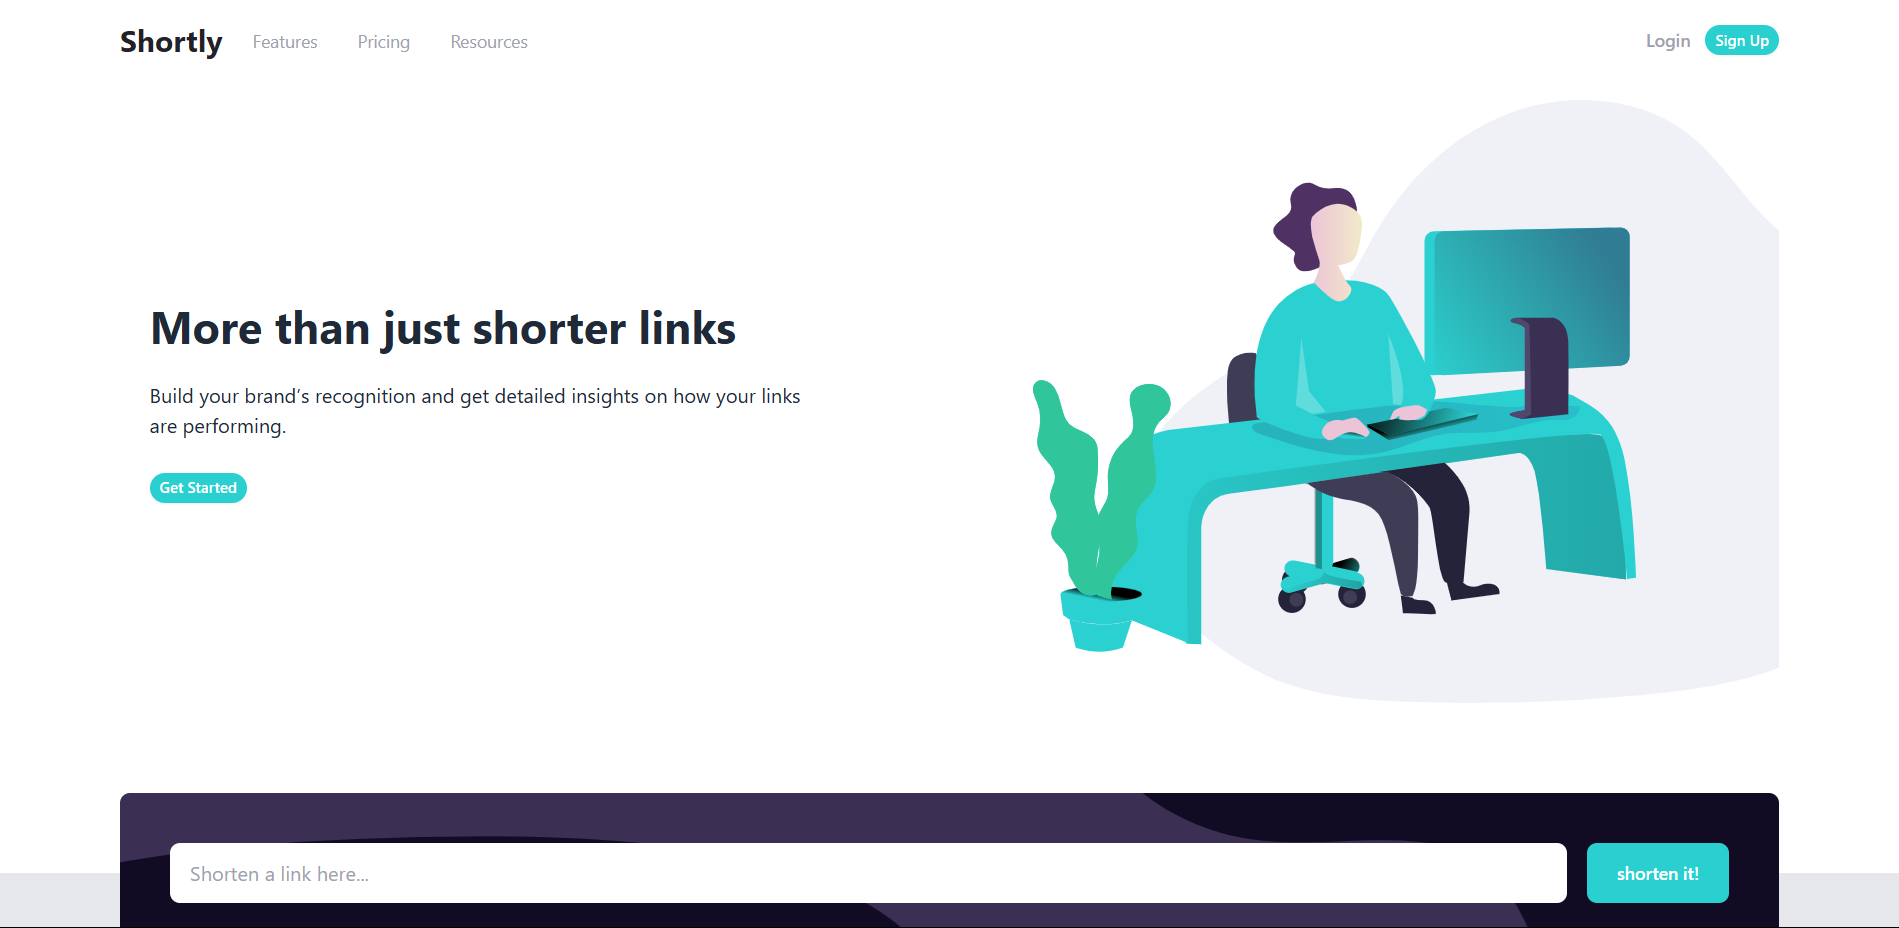 Shortly
Features
Pricing
Resources
Login
Sign Up
More than just shorter links
Build your brand’s recognition and get detailed insights on how your links
are performing.
Get Started
Shorten a link here...
shorten it!